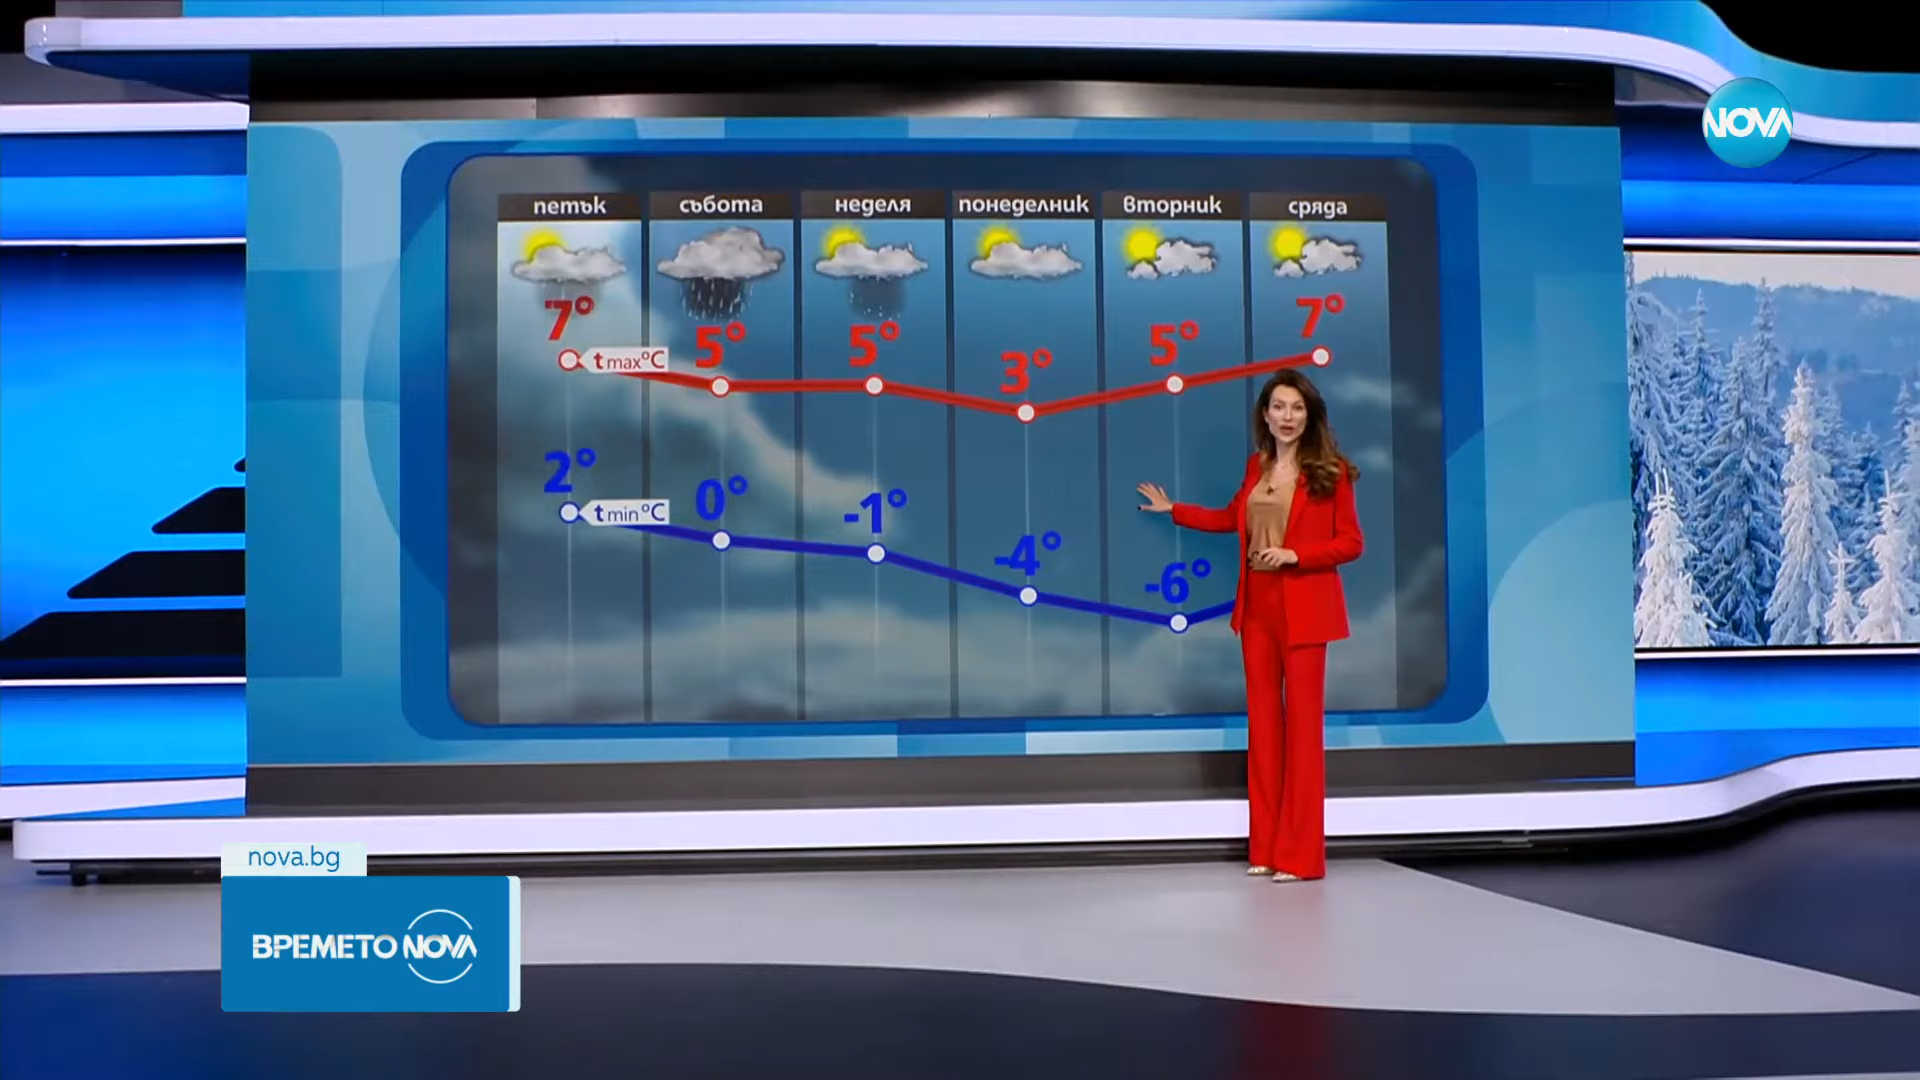 NOVA
петък събота неделя понеделник вторник сряда
7° 5° 5° 3° 5° 7°
t max°C
2° 0° -1° -4° -6°
t min°C
nova.bg
ВРЕМЕТО NOVA